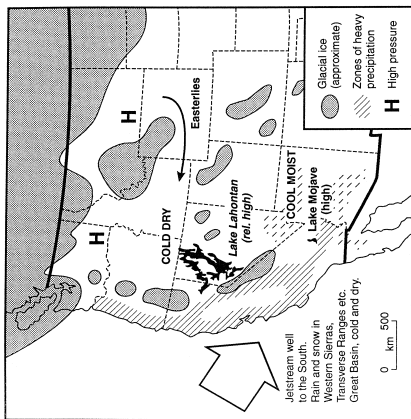 Glacial ice
(approximate)
Zones of heavy
precipitation
H High pressure
H
H
Easterlies
COLD DRY
Lake Lahontan
(rel. high)
COOL MOIST
Lake Mojave
(high)
Jetstream well
to the South.
Rain and snow in
Western Sierras,
Transverse Ranges etc.
Great Basin, cold and dry.
0 500
km